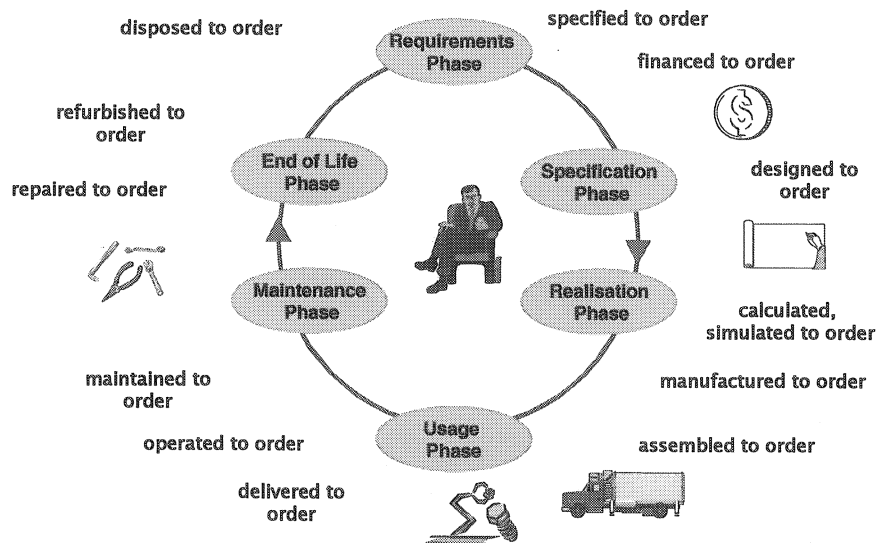 disposed to order
specified to order
Requirements
Phase
financed to order
refurbished to
order
End of Life
Phase
Specification
Phase
designed to
order
repaired to order
Maintenance
Phase
Realisation
Phase
calculated,
simulated to order
maintained to
order
manufactured to order
Usage
Phase
operated to order
assembled to order
delivered to
order
$